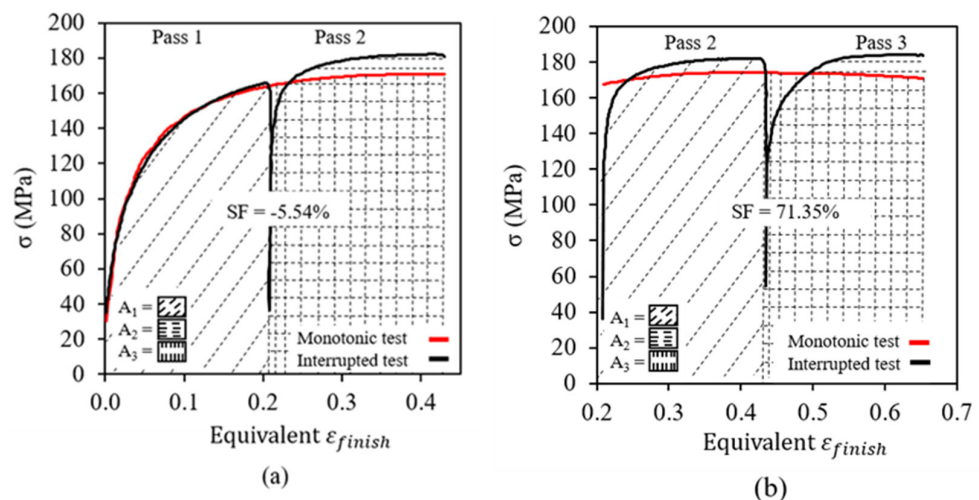 Pass 1 Pass 2
σ (MPa)
200
180
160
140
120
100
80
60
40
20
0
SF = -5.54%
A₁ =
A₂ =
A₃ =
Monotonic test
Interrupted test
0.0 0.1 0.2 0.3 0.4
Equivalent ε_finish
(a)
Pass 2 Pass 3
σ (MPa)
200
180
160
140
120
100
80
60
40
20
0
SF = 71.35%
A₁ =
A₂ =
A₃ =
Monotonic test
Interrupted test
0.2 0.3 0.4 0.5 0.6 0.7
Equivalent ε_finish
(b)